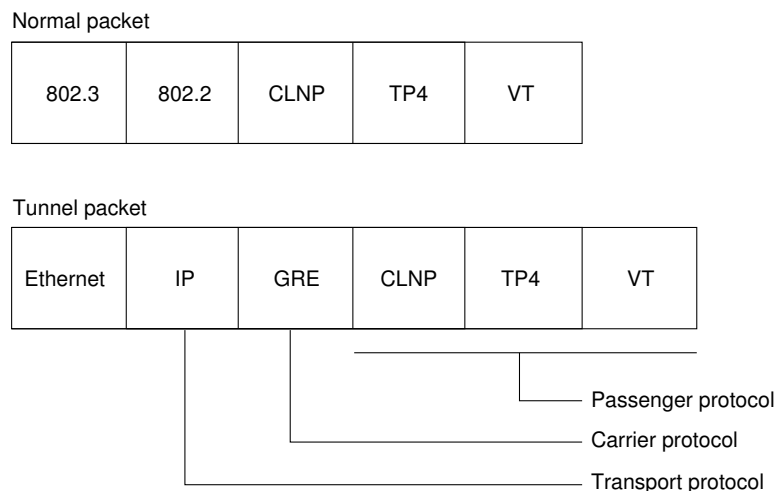 Normal packet
802.3 802.2 CLNP TP4 VT
Tunnel packet
Ethernet IP GRE CLNP TP4 VT
Passenger protocol
Carrier protocol
Transport protocol